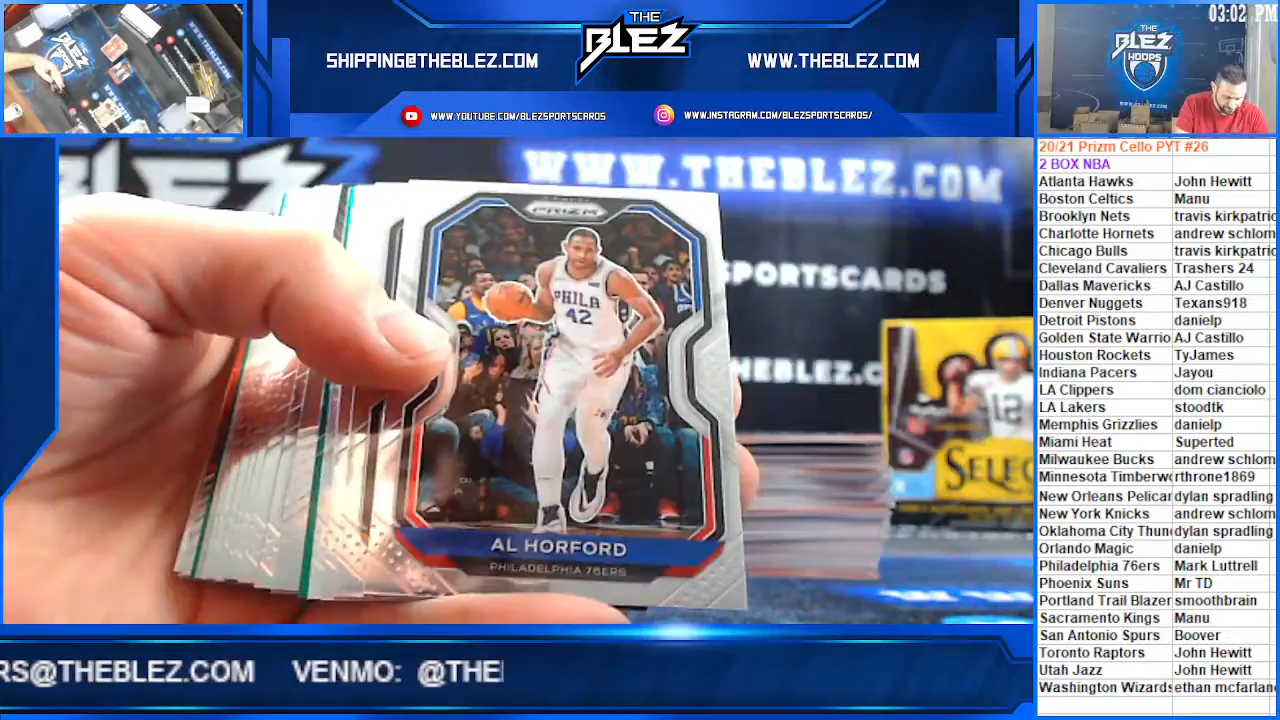 03:02 PM
THE
BLEZ
SHIPPING@THEBLEZ.COM
WWW.THEBLEZ.COM
WWW.YOUTUBE.COM/BLEZSPORTSCARDS
WWW.INSTAGRAM.COM/BLEZSPORTSCARDS/
THE
BLEZ
HOOPS
WWW.THEBLEZ.COM
SPORTSCARDS
HEBLEZ.C
PRIZM
PHILA
42
AL HORFORD
PHILADELPHIA 76ERS
12
SELEC
20/21 Prizm Cello PYT #26
2 BOX NBA
Atlanta Hawks John Hewitt
Boston Celtics Manu
Brooklyn Nets travis kirkpatric
Charlotte Hornets andrew schlom
Chicago Bulls travis kirkpatric
Cleveland Cavaliers Trashers 24
Dallas Mavericks AJ Castillo
Denver Nuggets Texans918
Detroit Pistons danielp
Golden State Warrio AJ Castillo
Houston Rockets TyJames
Indiana Pacers Jayou
LA Clippers dom cianciolo
LA Lakers stoodtk
Memphis Grizzlies danielp
Miami Heat Superted
Milwaukee Bucks andrew schlom
Minnesota Timberwo rthrone1869
New Orleans Pelican dylan spradling
New York Knicks andrew schlom
Oklahoma City Thun dylan spradling
Orlando Magic danielp
Philadelphia 76ers Mark Luttrell
Phoenix Suns Mr TD
Portland Trail Blazer smoothbrain
Sacramento Kings Manu
San Antonio Spurs Boover
Toronto Raptors John Hewitt
Utah Jazz John Hewitt
Washington Wizards ethan mcfarlan
RS@THEBLEZ.COM VENMO: @THE